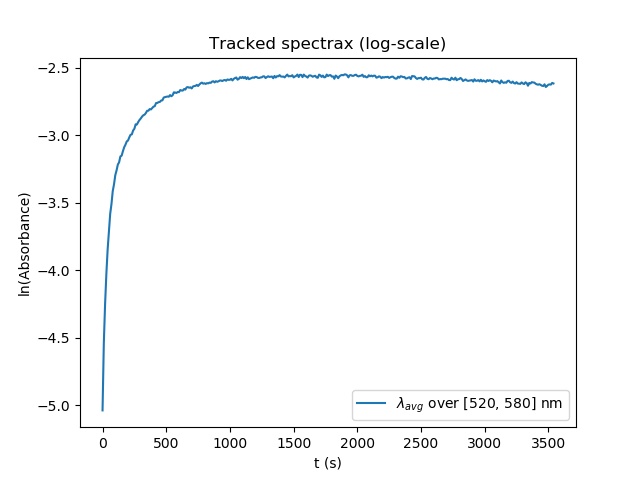 Tracked spectrax (log-scale)
ln(Absorbance)
−2.5
−3.0
−3.5
−4.0
−4.5
−5.0
λavg over [520, 580] nm
0 500 1000 1500 2000 2500 3000 3500
t (s)